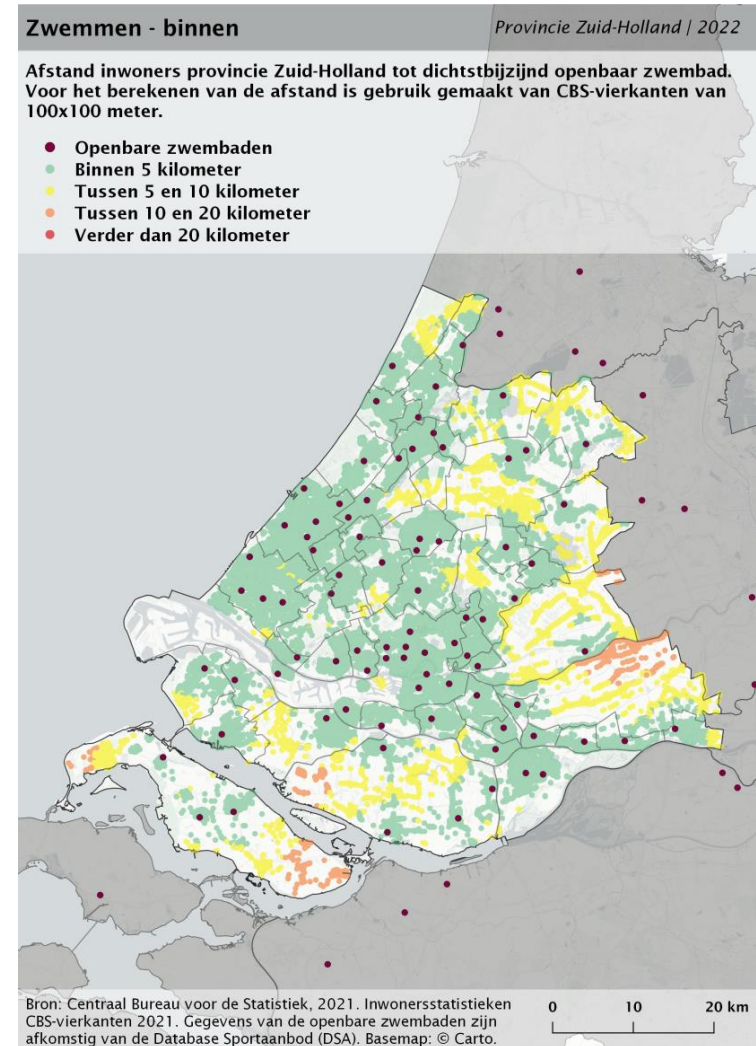 Zwemmen - binnen
Provincie Zuid-Holland | 2022
Afstand inwoners provincie Zuid-Holland tot dichtstbijzijnd openbaar zwembad.
Voor het berekenen van de afstand is gebruik gemaakt van CBS-vierkanten van
100x100 meter.
Openbare zwembaden
Binnen 5 kilometer
Tussen 5 en 10 kilometer
Tussen 10 en 20 kilometer
Verder dan 20 kilometer
Bron: Centraal Bureau voor de Statistiek, 2021. Inwonersstatistieken
CBS-vierkanten 2021. Gegevens van de openbare zwembaden zijn
afkomstig van de Database Sportaanbod (DSA). Basemap: © Carto.
0 10 20 km